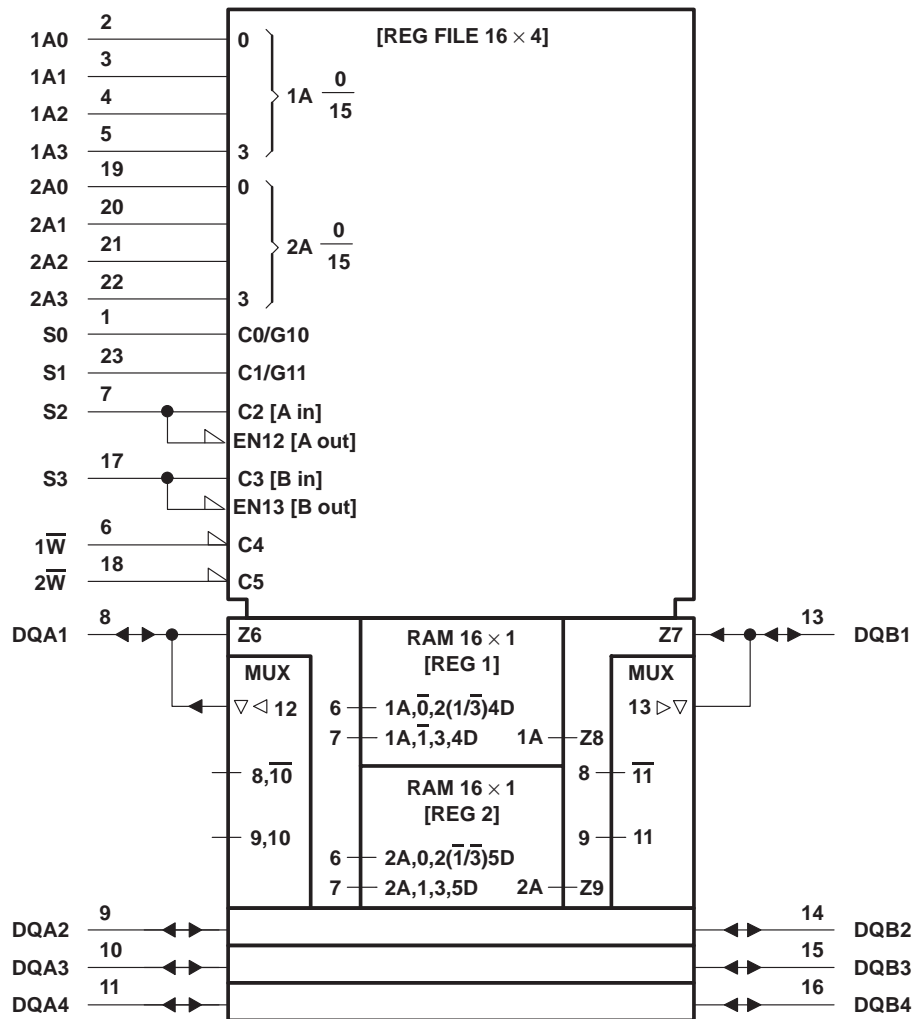 [REG FILE 16 × 4]
1A0 2 0
1A1 3
1A2 4
1A3 5 3
1A 0/15
2A0 19 0
2A1 20
2A2 21
2A3 22 3
2A 0/15
S0 1 C0/G10
S1 23 C1/G11
S2 7 C2 [A in]
EN12 [A out]
S3 17 C3 [B in]
EN13 [B out]
1W̅ 6 C4
2W̅ 18 C5
DQA1 8 Z6
RAM 16 × 1
[REG 1]
Z7 13 DQB1
MUX
12
8,1̅0̅
9,10
6 1A,0̅,2(1/3̅)4D
7 1A,1̅,3,4D 1A Z8
RAM 16 × 1
[REG 2]
6 2A,0,2(1̅/3̅)5D
7 2A,1,3,5D 2A Z9
MUX
13
8 1̅1̅
9 11
DQA2 9 14 DQB2
DQA3 10 15 DQB3
DQA4 11 16 DQB4